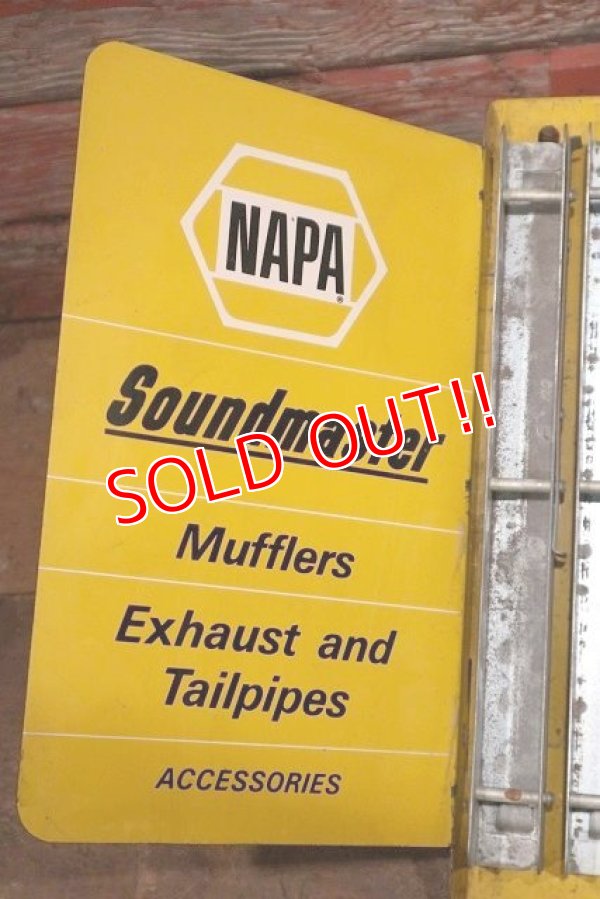 NAPA
®
Soundmaster
SOLD OUT!!
Mufflers
Exhaust and
Tailpipes
ACCESSORIES